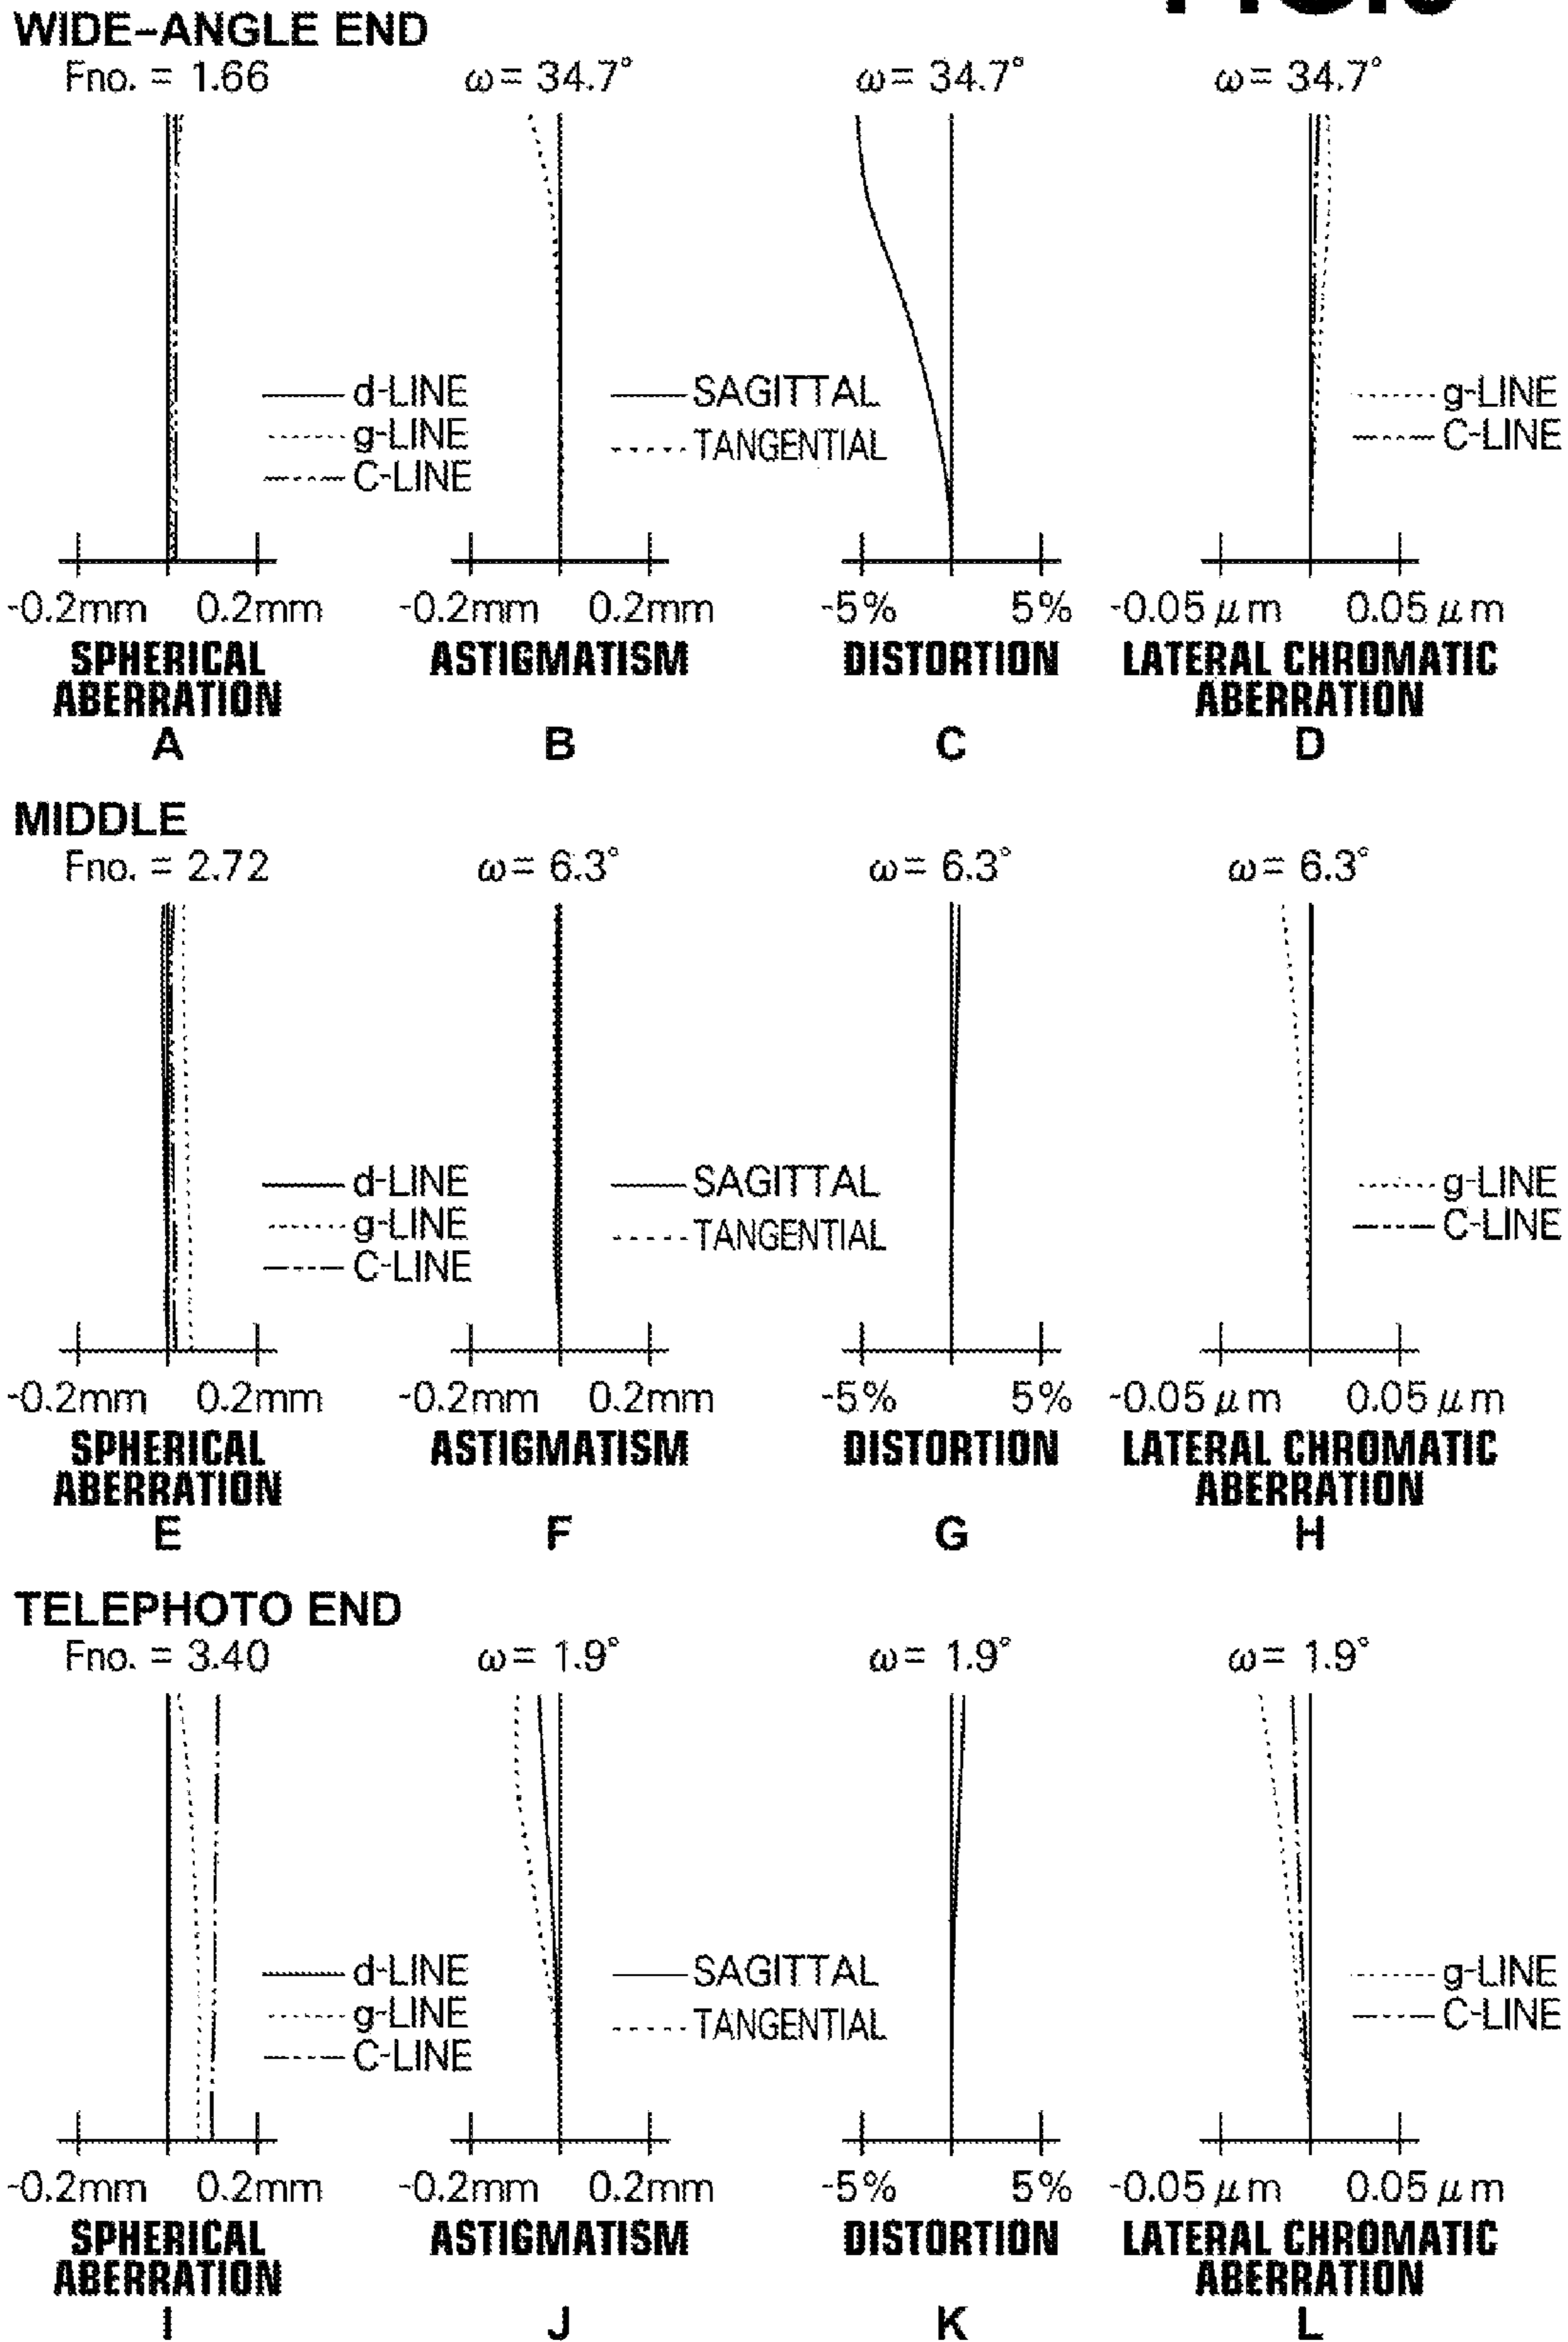 WIDE-ANGLE END
Fno. = 1.66 ω= 34.7° ω= 34.7° ω= 34.7°
d-LINE
g-LINE
C-LINE
SAGITTAL
TANGENTIAL
g-LINE
C-LINE
-0.2mm 0.2mm -0.2mm 0.2mm -5% 5% -0.05 μm 0.05 μm
SPHERICAL
ABERRATION
ASTIGMATISM
DISTORTION
LATERAL CHROMATIC
ABERRATION
A B C D
MIDDLE
Fno. = 2.72 ω= 6.3° ω= 6.3° ω= 6.3°
d-LINE
g-LINE
C-LINE
SAGITTAL
TANGENTIAL
g-LINE
C-LINE
-0.2mm 0.2mm -0.2mm 0.2mm -5% 5% -0.05 μm 0.05 μm
SPHERICAL
ABERRATION
ASTIGMATISM
DISTORTION
LATERAL CHROMATIC
ABERRATION
E F G H
TELEPHOTO END
Fno. = 3.40 ω= 1.9° ω= 1.9° ω= 1.9°
d-LINE
g-LINE
C-LINE
SAGITTAL
TANGENTIAL
g-LINE
C-LINE
-0.2mm 0.2mm -0.2mm 0.2mm -5% 5% -0.05 μm 0.05 μm
SPHERICAL
ABERRATION
ASTIGMATISM
DISTORTION
LATERAL CHROMATIC
ABERRATION
I J K L